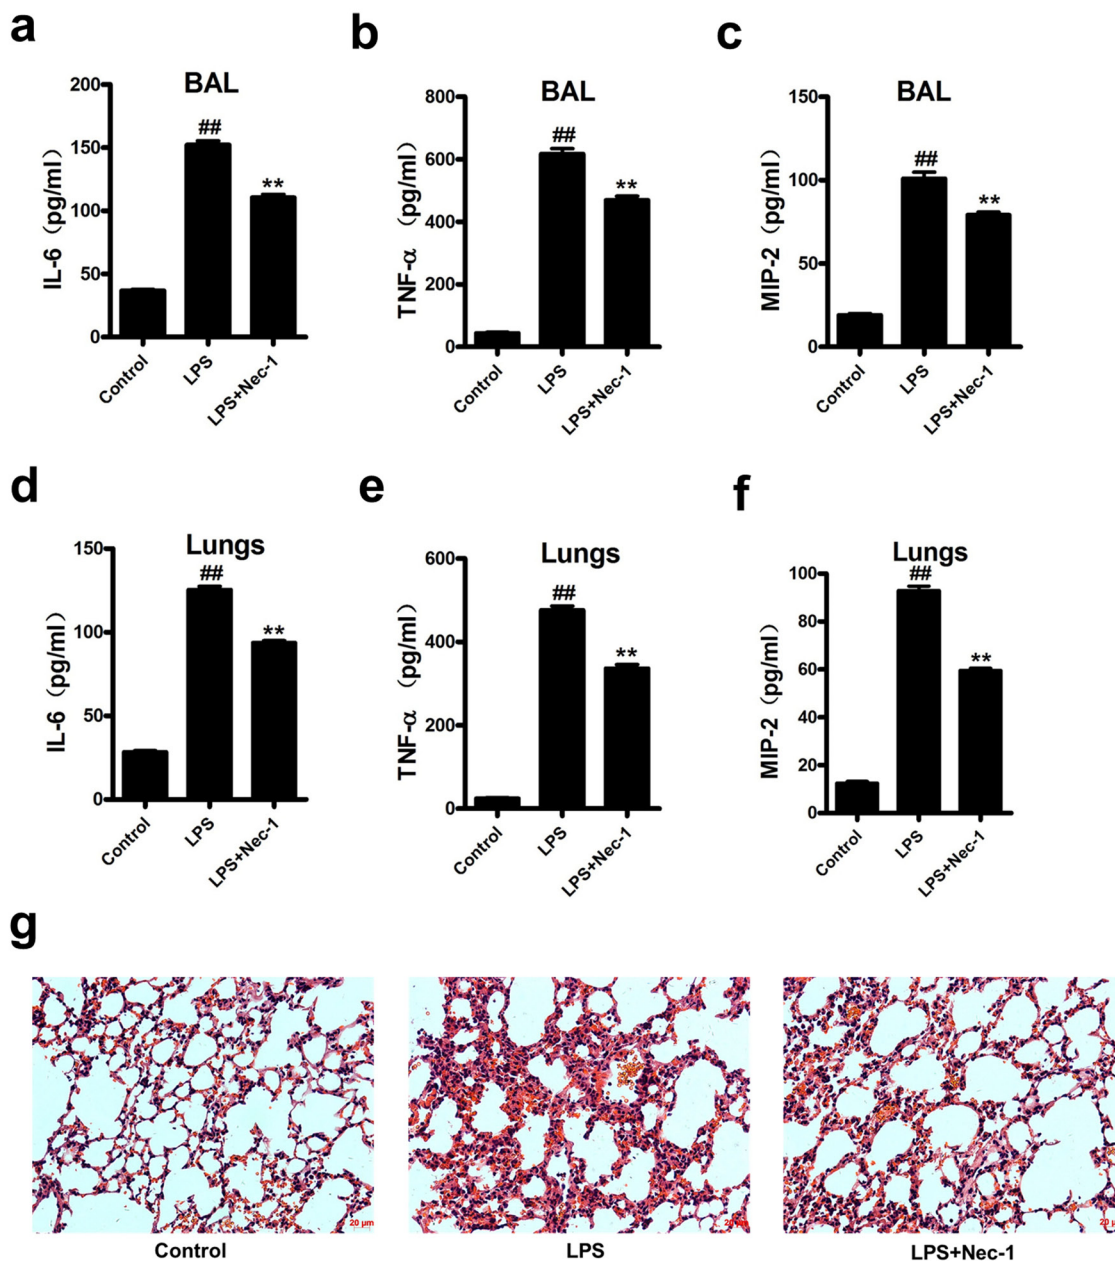 a
BAL
IL-6（pg/ml）
200
150
100
50
0
##
**
Control
LPS
LPS+Nec-1
b
BAL
TNF-α（pg/ml）
800
600
400
200
0
##
**
Control
LPS
LPS+Nec-1
c
BAL
MIP-2（pg/ml）
150
100
50
0
##
**
Control
LPS
LPS+Nec-1
d
Lungs
IL-6（pg/ml）
150
100
50
0
##
**
Control
LPS
LPS+Nec-1
e
Lungs
TNF-α（pg/ml）
600
400
200
0
##
**
Control
LPS
LPS+Nec-1
f
Lungs
MIP-2（pg/ml）
100
80
60
40
20
0
##
**
Control
LPS
LPS+Nec-1
g
20 μm
20 μm
20 μm
Control
LPS
LPS+Nec-1